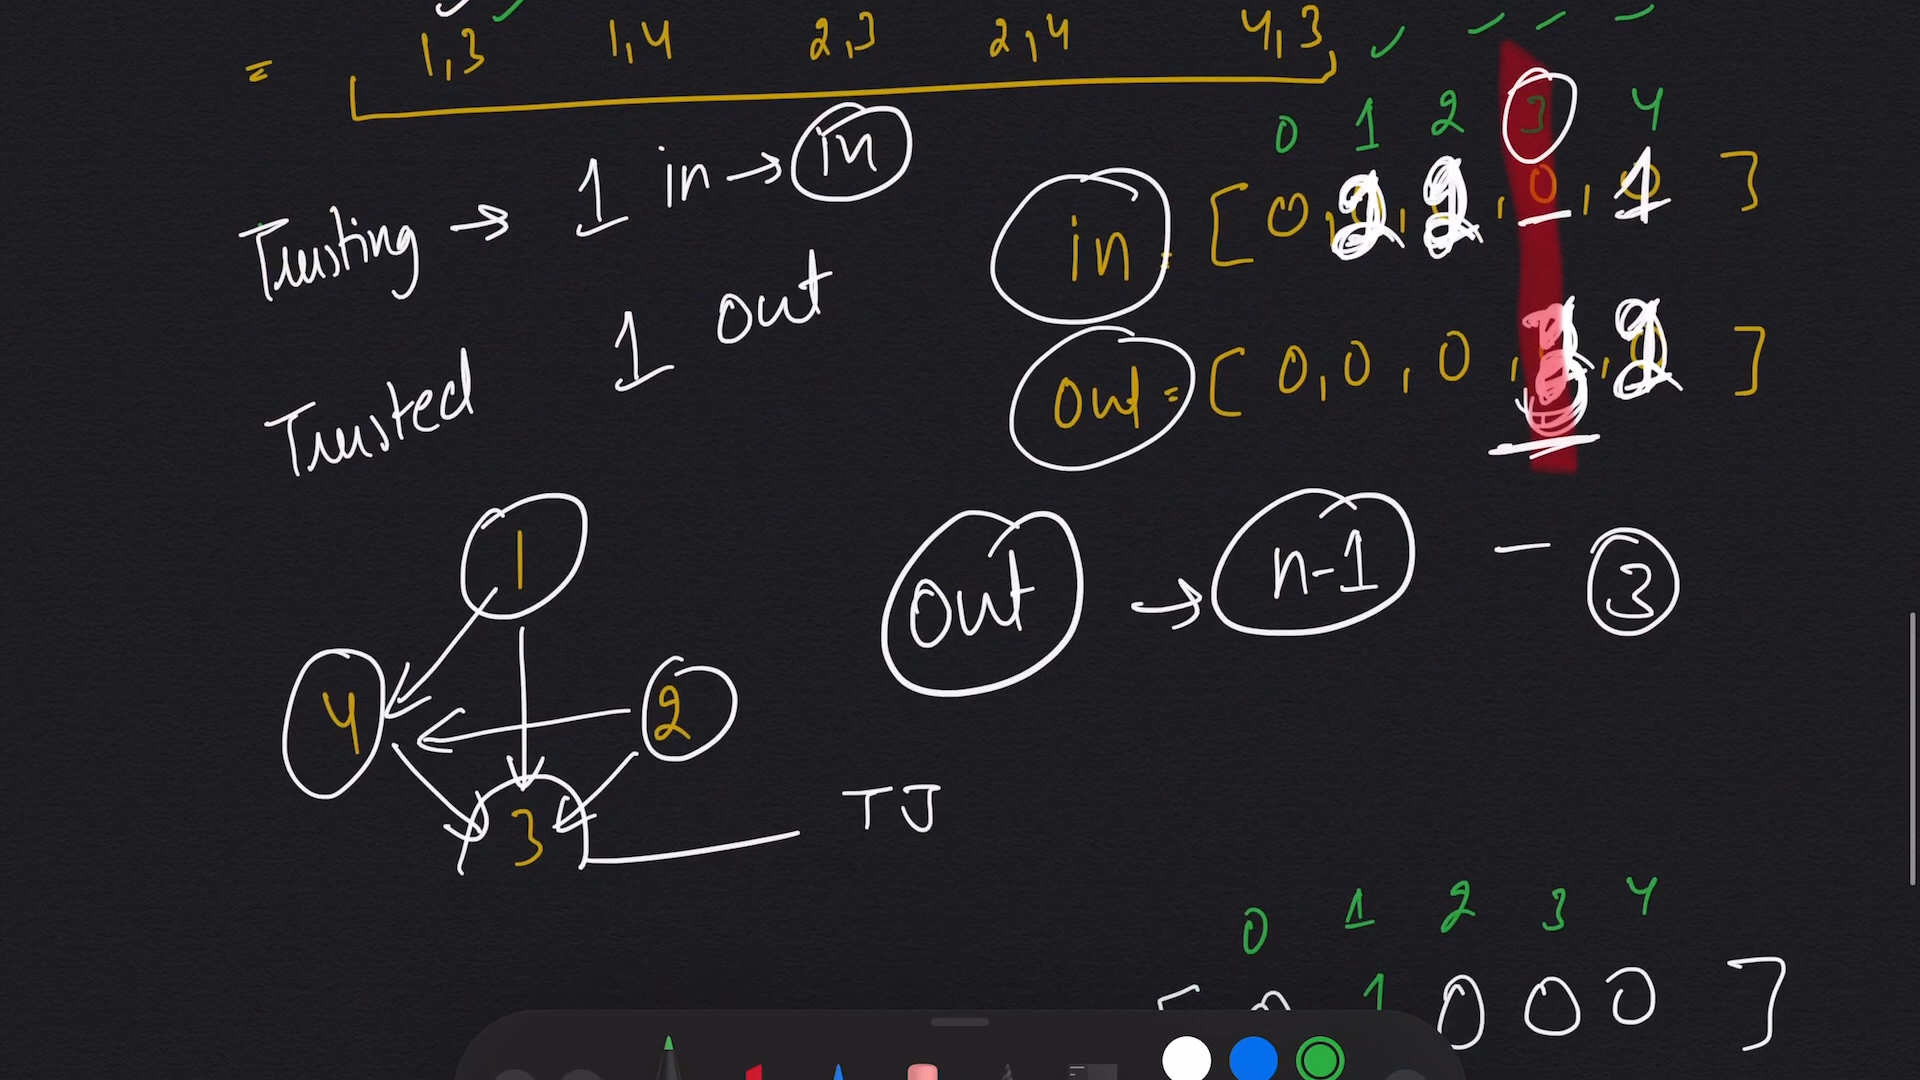 = 1,3 1,4 2,3 2,4 4,3
0 1 2 3 4
Trusting → 1 in → in
in = [ 0, 2, 2, 0, 1 ]
Trusted 1 out
out = [ 0, 0, 0, 3, 2 ]
1
out → n-1 - 3
4 2
3 TJ
0 1 2 3 4
1 0 0 0 ]